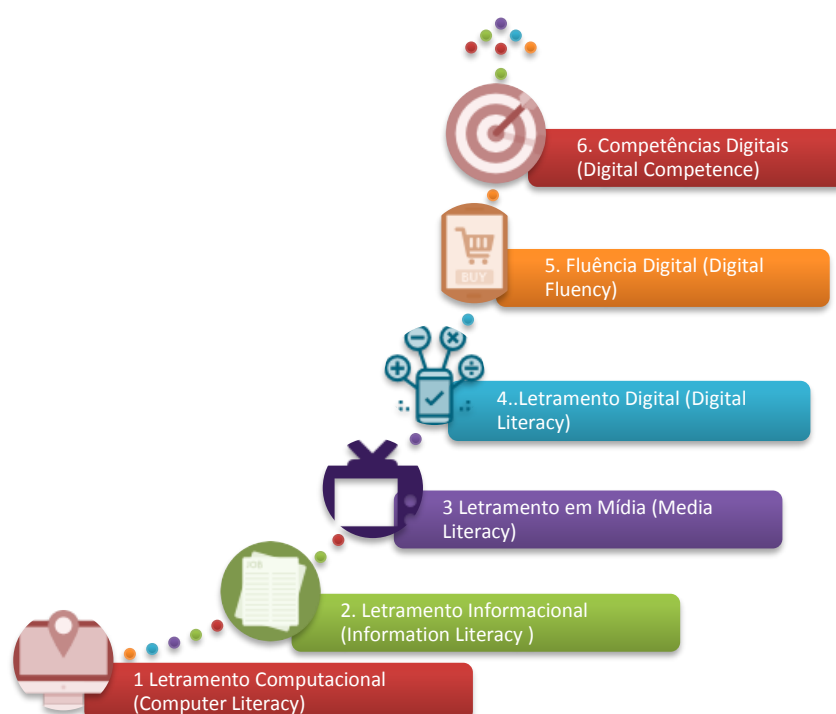 6. Competências Digitais
(Digital Competence)
BUY
5. Fluência Digital (Digital
Fluency)
4..Letramento Digital (Digital
Literacy)
3 Letramento em Mídia (Media
Literacy)
JOB
2. Letramento Informacional
(Information Literacy )
1 Letramento Computacional
(Computer Literacy)